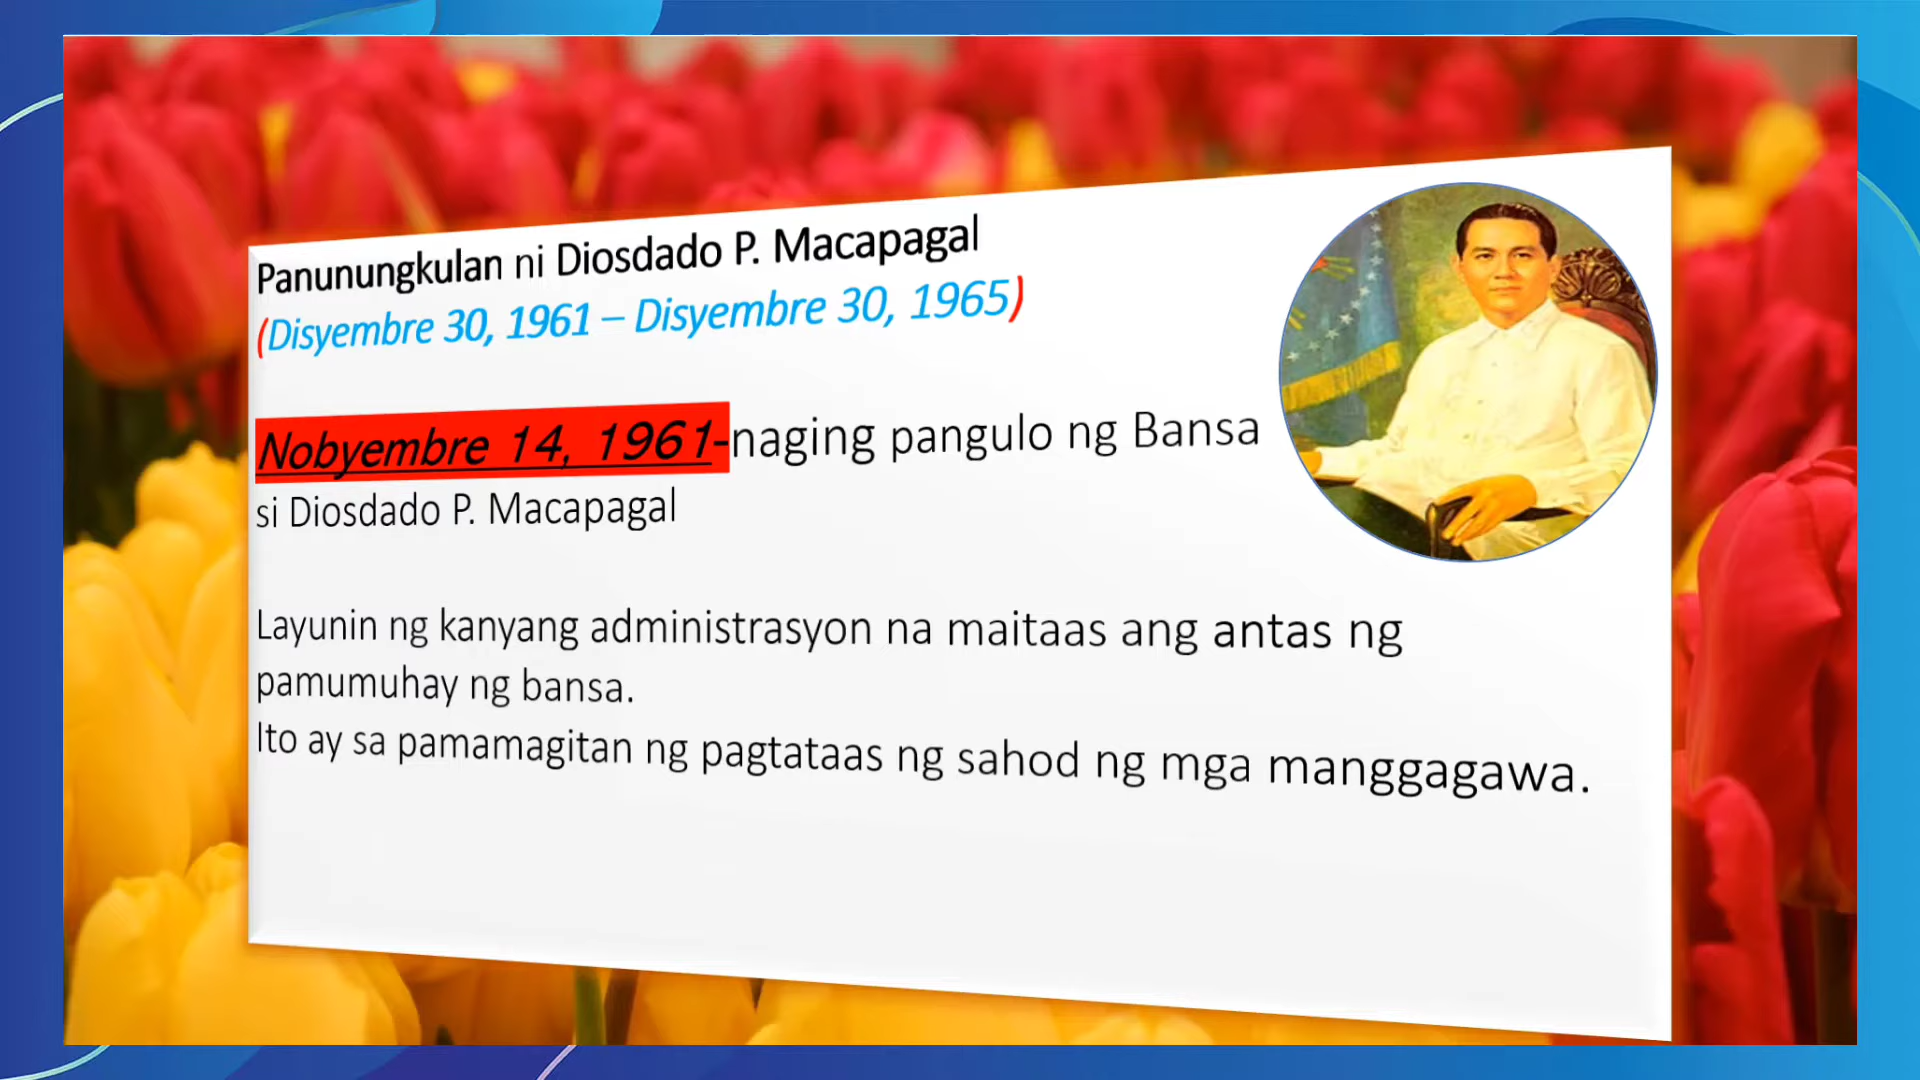 Panunungkulan ni Diosdado P. Macapagal
(Disyembre 30, 1961 – Disyembre 30, 1965)
Nobyembre 14, 1961-naging pangulo ng Bansa
si Diosdado P. Macapagal
Layunin ng kanyang administrasyon na maitaas ang antas ng
pamumuhay ng bansa.
Ito ay sa pamamagitan ng pagtataas ng sahod ng mga manggagawa.